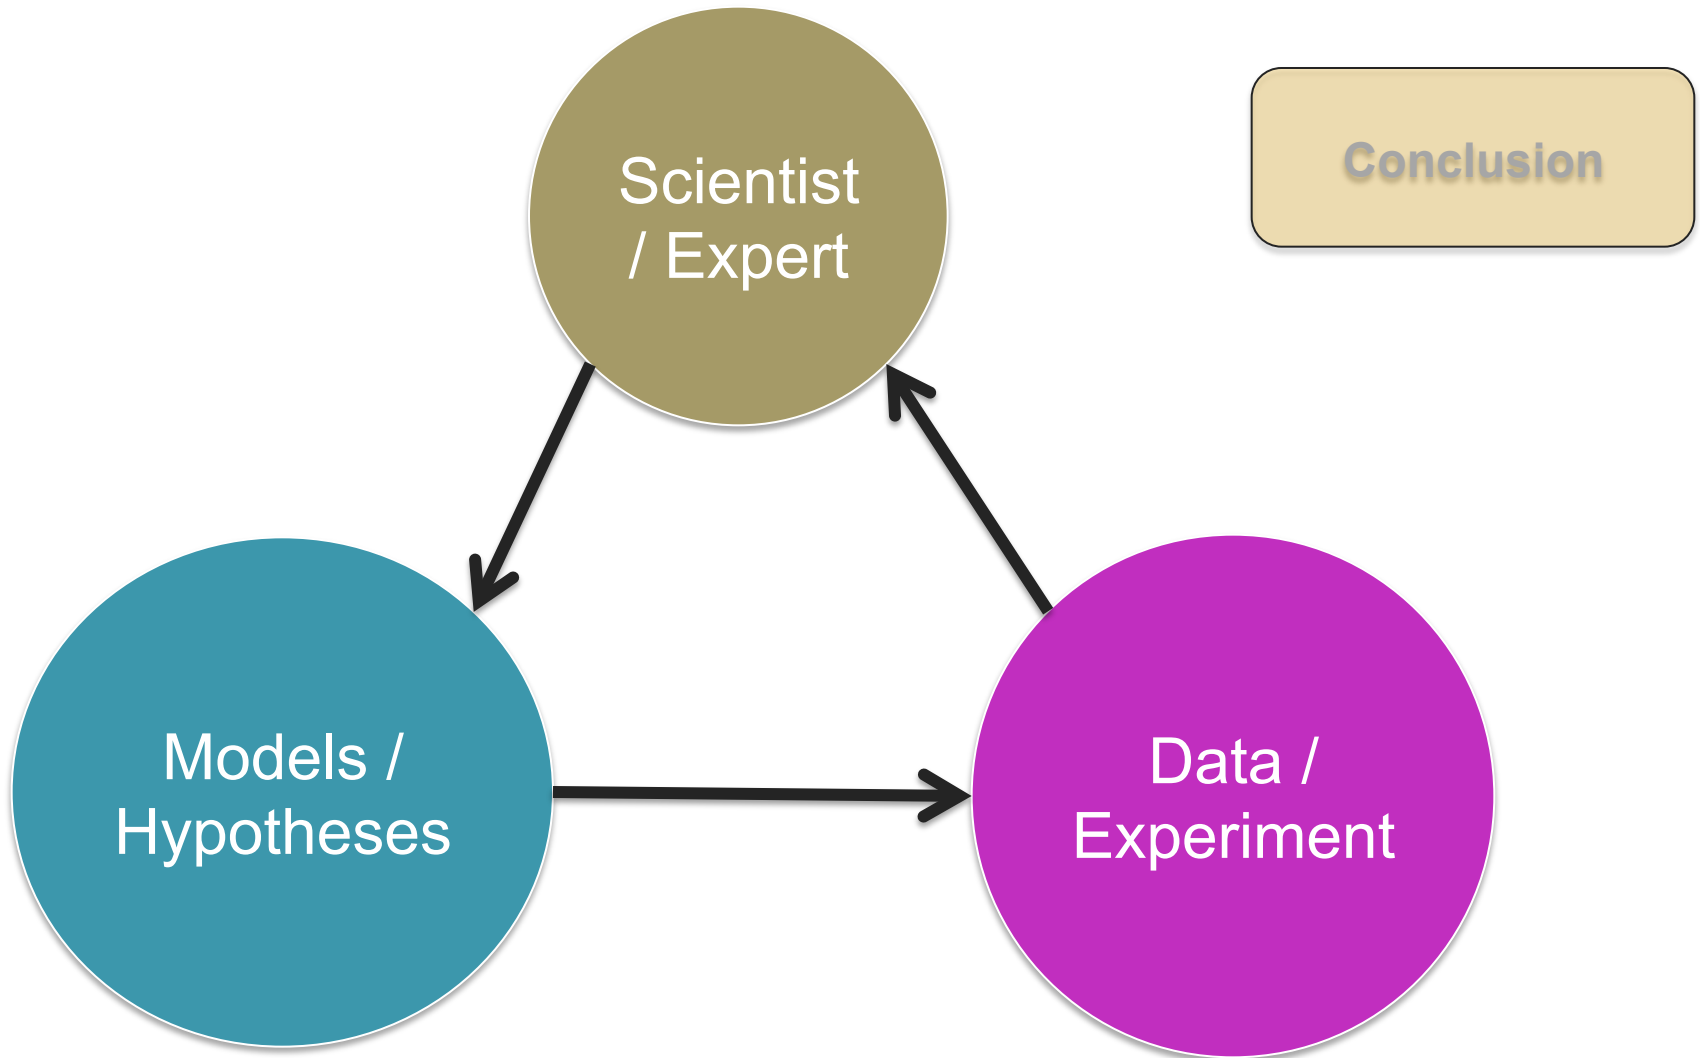 Scientist
/ Expert
Conclusion
Models /
Hypotheses
Data /
Experiment